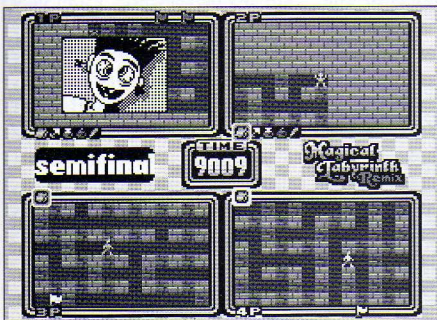 1P
2P
semifinal
TIME
9009
Magical
Labyrinth
Remix
3P
4P